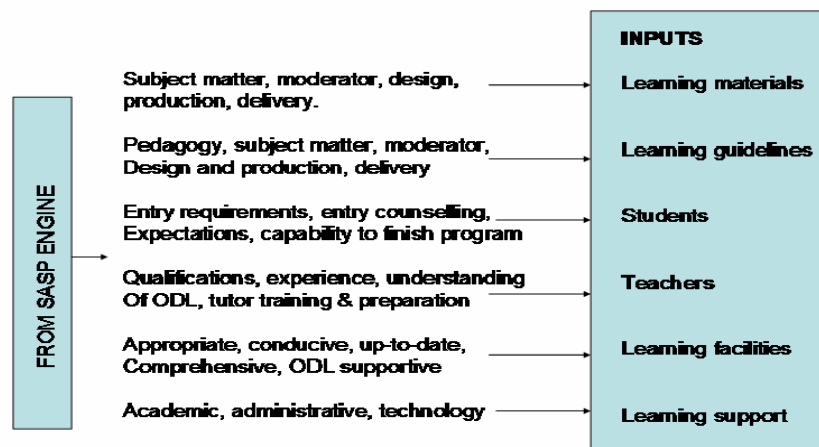 INPUTS
Subject matter, moderator, design,
production, delivery.
Learning materials
Pedagogy, subject matter, moderator,
Design and production, delivery
Learning guidelines
Entry requirements, entry counselling,
Expectations, capability to finish program
Students
FROM SASP ENGINE
Qualifications, experience, understanding
Of ODL, tutor training & preparation
Teachers
Appropriate, conducive, up-to-date,
Comprehensive, ODL supportive
Learning facilities
Academic, administrative, technology
Learning support